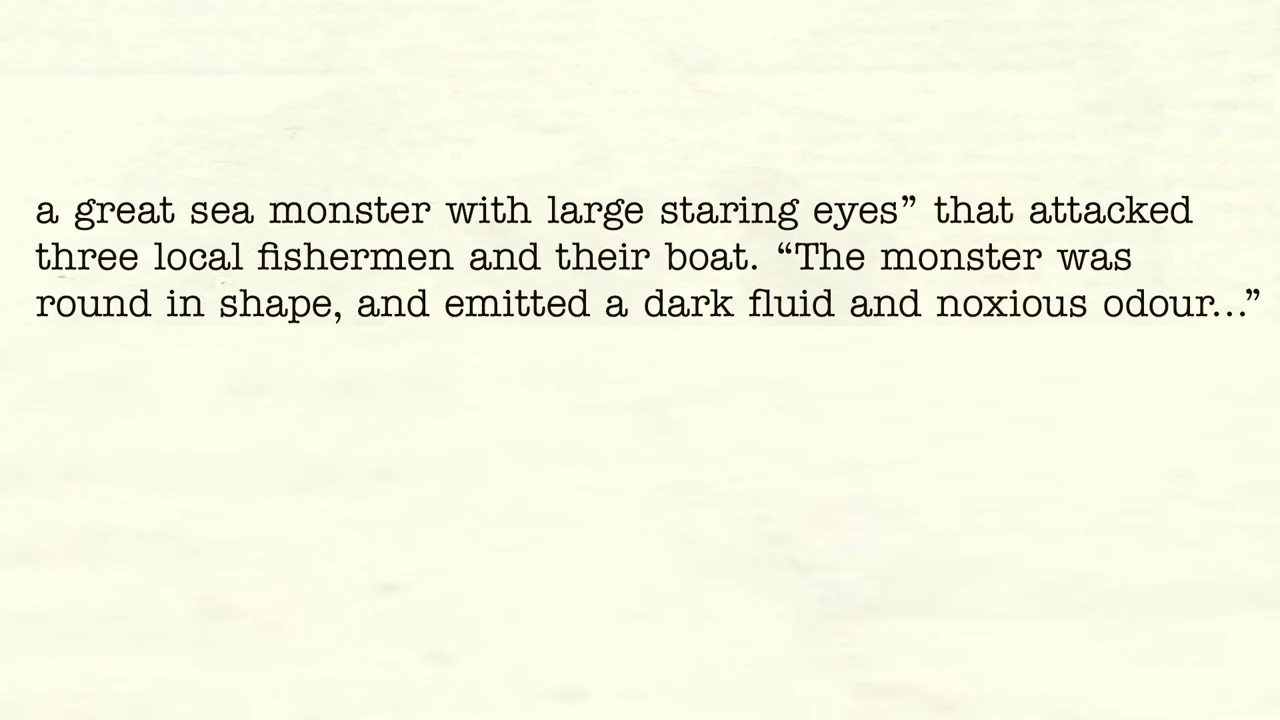 a great sea monster with large staring eyes” that attacked
three local fishermen and their boat. “The monster was
round in shape, and emitted a dark fluid and noxious odour…”